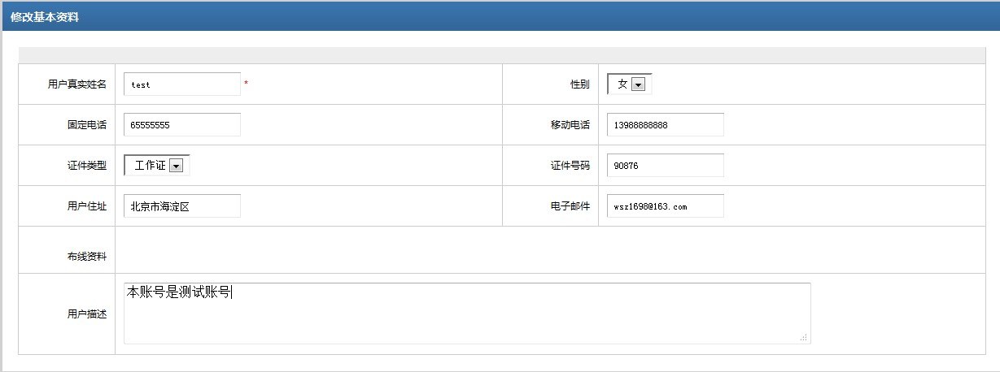 修改基本资料
用户真实姓名 test * 性别 女
固定电话 65555555 移动电话 13988888888
证件类型 工作证 证件号码 90876
用户住址 北京市海淀区 电子邮件 wsz1698@163.com
布线资料
用户描述 本账号是测试账号